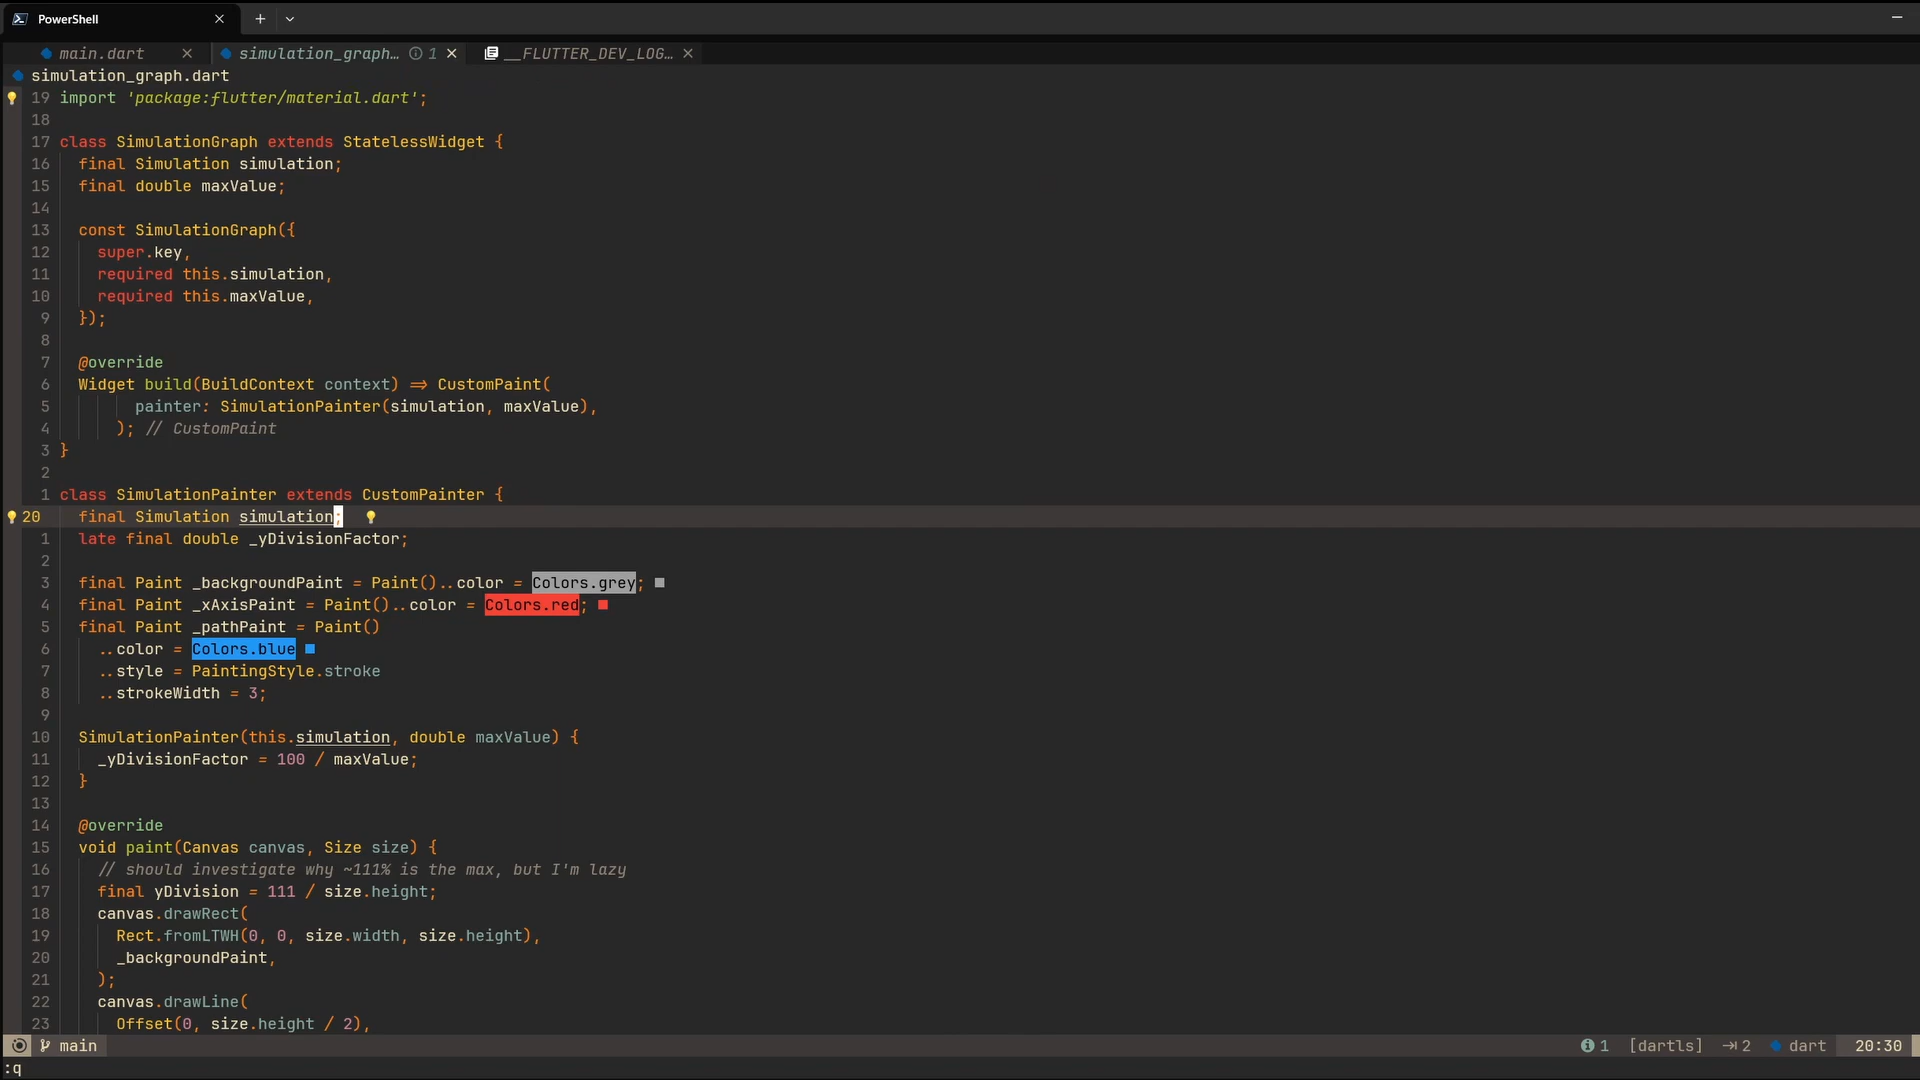 PowerShell
main.dart
simulation_graph… 1
__FLUTTER_DEV_LOG…
simulation_graph.dart
19 import 'package:flutter/material.dart';
18
17 class SimulationGraph extends StatelessWidget {
16 final Simulation simulation;
15 final double maxValue;
14
13 const SimulationGraph({
12 super.key,
11 required this.simulation,
10 required this.maxValue,
9 });
8
7 @override
6 Widget build(BuildContext context) => CustomPaint(
5 painter: SimulationPainter(simulation, maxValue),
4 ); // CustomPaint
3 }
2
1 class SimulationPainter extends CustomPainter {
20 final Simulation simulation;
1 late final double _yDivisionFactor;
2
3 final Paint _backgroundPaint = Paint()..color = Colors.grey;
4 final Paint _xAxisPaint = Paint()..color = Colors.red;
5 final Paint _pathPaint = Paint()
6 ..color = Colors.blue
7 ..style = PaintingStyle.stroke
8 ..strokeWidth = 3;
9
10 SimulationPainter(this.simulation, double maxValue) {
11 _yDivisionFactor = 100 / maxValue;
12 }
13
14 @override
15 void paint(Canvas canvas, Size size) {
16 // should investigate why ~111% is the max, but I'm lazy
17 final yDivision = 111 / size.height;
18 canvas.drawRect(
19 Rect.fromLTWH(0, 0, size.width, size.height),
20 _backgroundPaint,
21 );
22 canvas.drawLine(
23 Offset(0, size.height / 2),
main 1 [dartls] 2 dart 20:30
:q